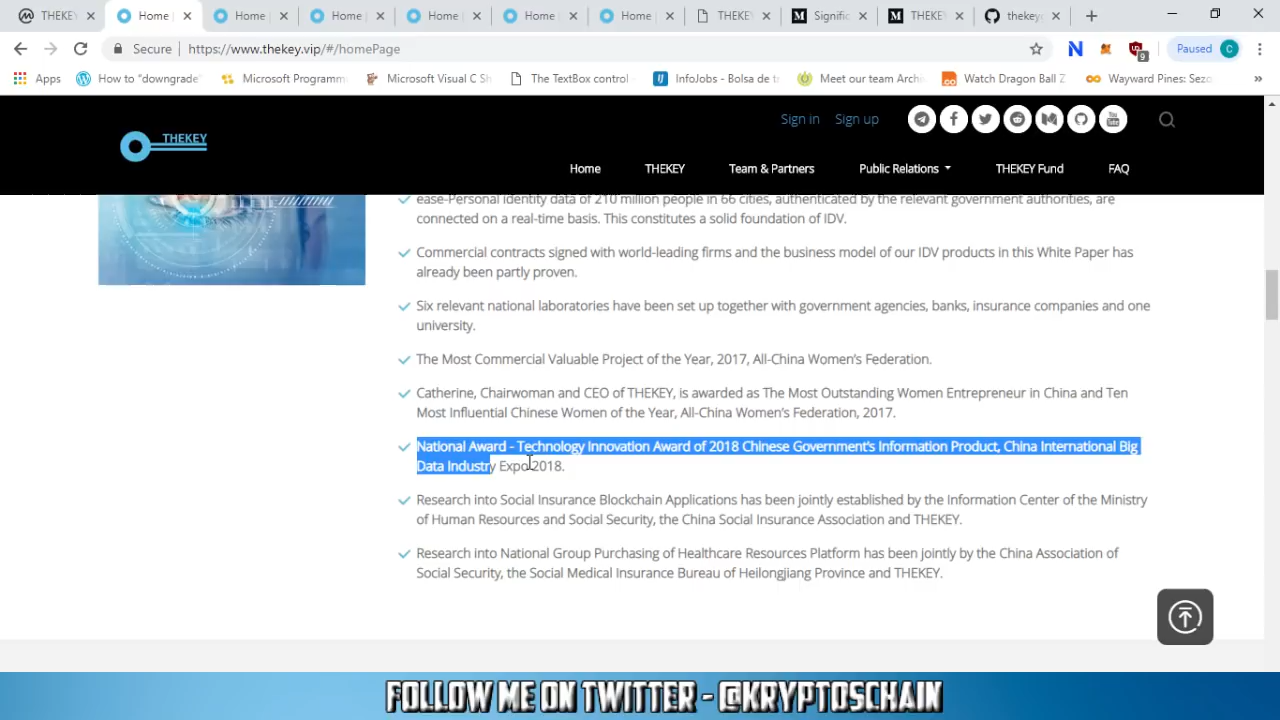 THEKEY
Home
Home
Home
Home
Home
Home
THEKEY
Signific
THEKEY
thekey
Secure
https://www.thekey.vip/#/homePage
9
Paused
C
Apps
How to "downgrade"
Microsoft Programm
Microsoft Visual C Sh
The TextBox control
InfoJobs - Bolsa de t
Meet our team Arche
Watch Dragon Ball Z
Wayward Pines: Sezo
THEKEY
Sign in
Sign up
Home
THEKEY
Team & Partners
Public Relations
THEKEY Fund
FAQ
ease-Personal identity data of 210 million people in 66 cities, authenticated by the relevant government authorities, are
connected on a real-time basis. This constitutes a solid foundation of IDV.
Commercial contracts signed with world-leading firms and the business model of our IDV products in this White Paper has
already been partly proven.
Six relevant national laboratories have been set up together with government agencies, banks, insurance companies and one
university.
The Most Commercial Valuable Project of the Year, 2017, All-China Women's Federation.
Catherine, Chairwoman and CEO of THEKEY, is awarded as The Most Outstanding Women Entrepreneur in China and Ten
Most Influential Chinese Women of the Year, All-China Women's Federation, 2017.
National Award - Technology Innovation Award of 2018 Chinese Government's Information Product, China International Big
Data Industry Expo 2018.
Research into Social Insurance Blockchain Applications has been jointly established by the Information Center of the Ministry
of Human Resources and Social Security, the China Social Insurance Association and THEKEY.
Research into National Group Purchasing of Healthcare Resources Platform has been jointly by the China Association of
Social Security, the Social Medical Insurance Bureau of Heilongjiang Province and THEKEY.
FOLLOW ME ON TWITTER - @KRYPTOSCHAIN